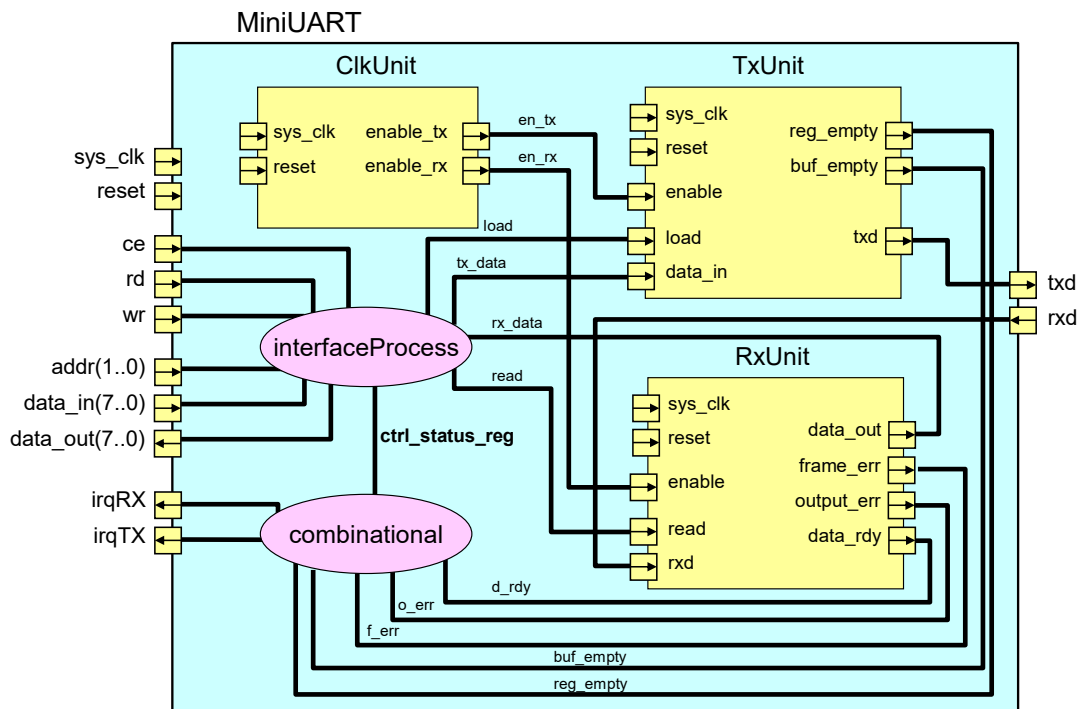 MiniUART
ClkUnit
TxUnit
sys_clk
reset
enable_tx
enable_rx
en_tx
en_rx
sys_clk
reset
enable
load
data_in
reg_empty
buf_empty
txd
sys_clk
reset
ce
rd
wr
addr(1..0)
data_in(7..0)
data_out(7..0)
irqRX
irqTX
load
tx_data
rx_data
read
interfaceProcess
ctrl_status_reg
combinational
txd
rxd
RxUnit
sys_clk
reset
enable
read
rxd
data_out
frame_err
output_err
data_rdy
d_rdy
o_err
f_err
buf_empty
reg_empty